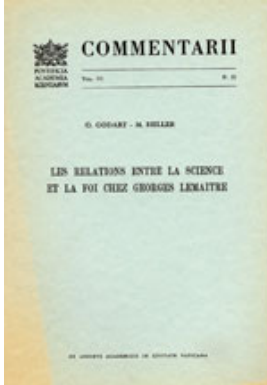 COMMENTARII
PONTIFICIA
ACADEMIA
SCIENTIARVM
VOL. III
N. 21
O. GODART - M. HELLER
LES RELATIONS ENTRE LA SCIENCE
ET LA FOI CHEZ GEORGES LEMAITRE
EX AEDIBVS ACADEMICIS IN CIVITATE VATICANA